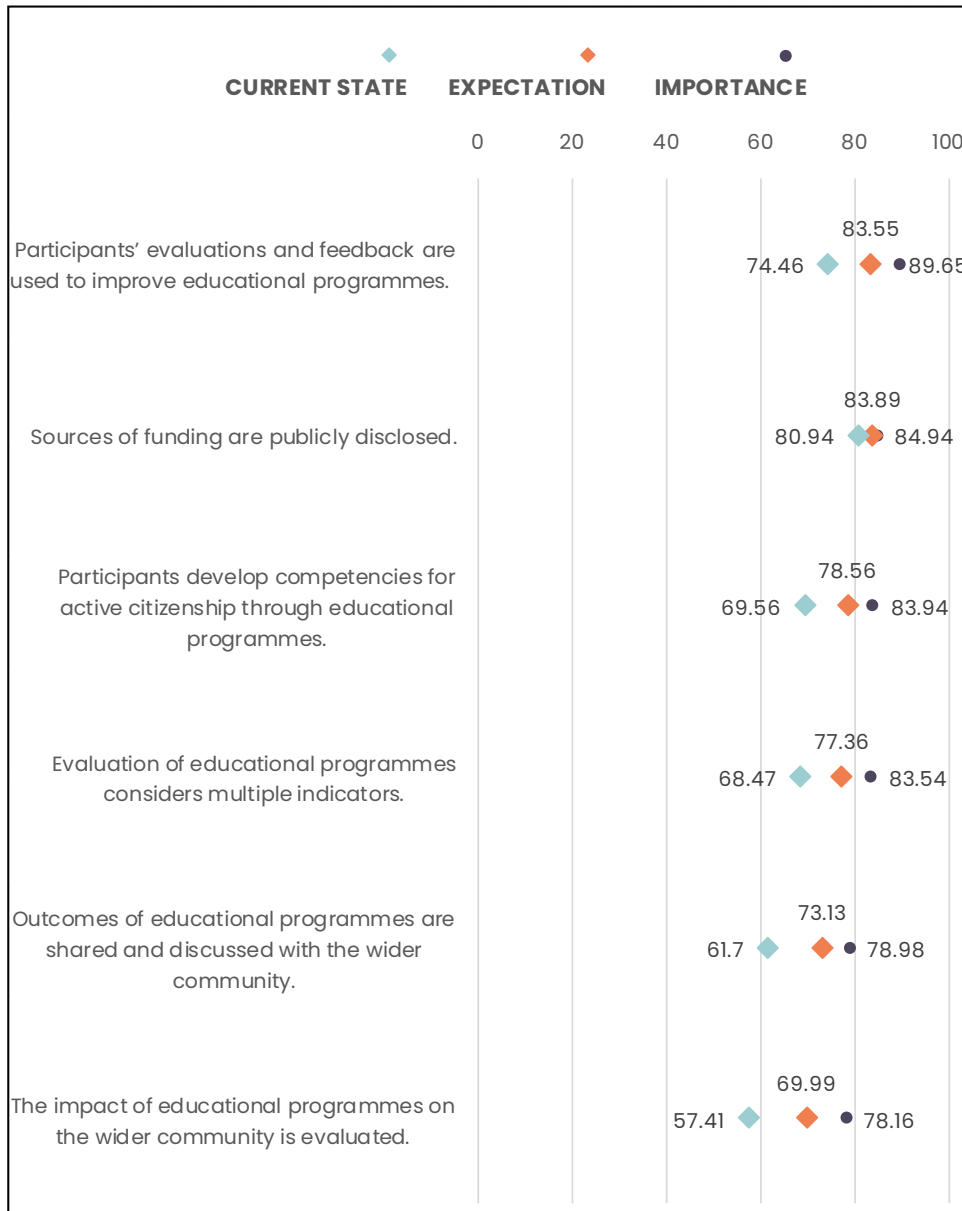 CURRENT STATE EXPECTATION IMPORTANCE
0 20 40 60 80 100
83.55
Participants' evaluations and feedback are
used to improve educational programmes.
74.46 89.65
83.89
Sources of funding are publicly disclosed.
80.94 84.94
Participants develop competencies for
active citizenship through educational
programmes.
78.56
69.56 83.94
77.36
Evaluation of educational programmes
considers multiple indicators.
68.47 83.54
Outcomes of educational programmes are
shared and discussed with the wider
community.
73.13
61.7 78.98
69.99
The impact of educational programmes on
the wider community is evaluated.
57.41 78.16